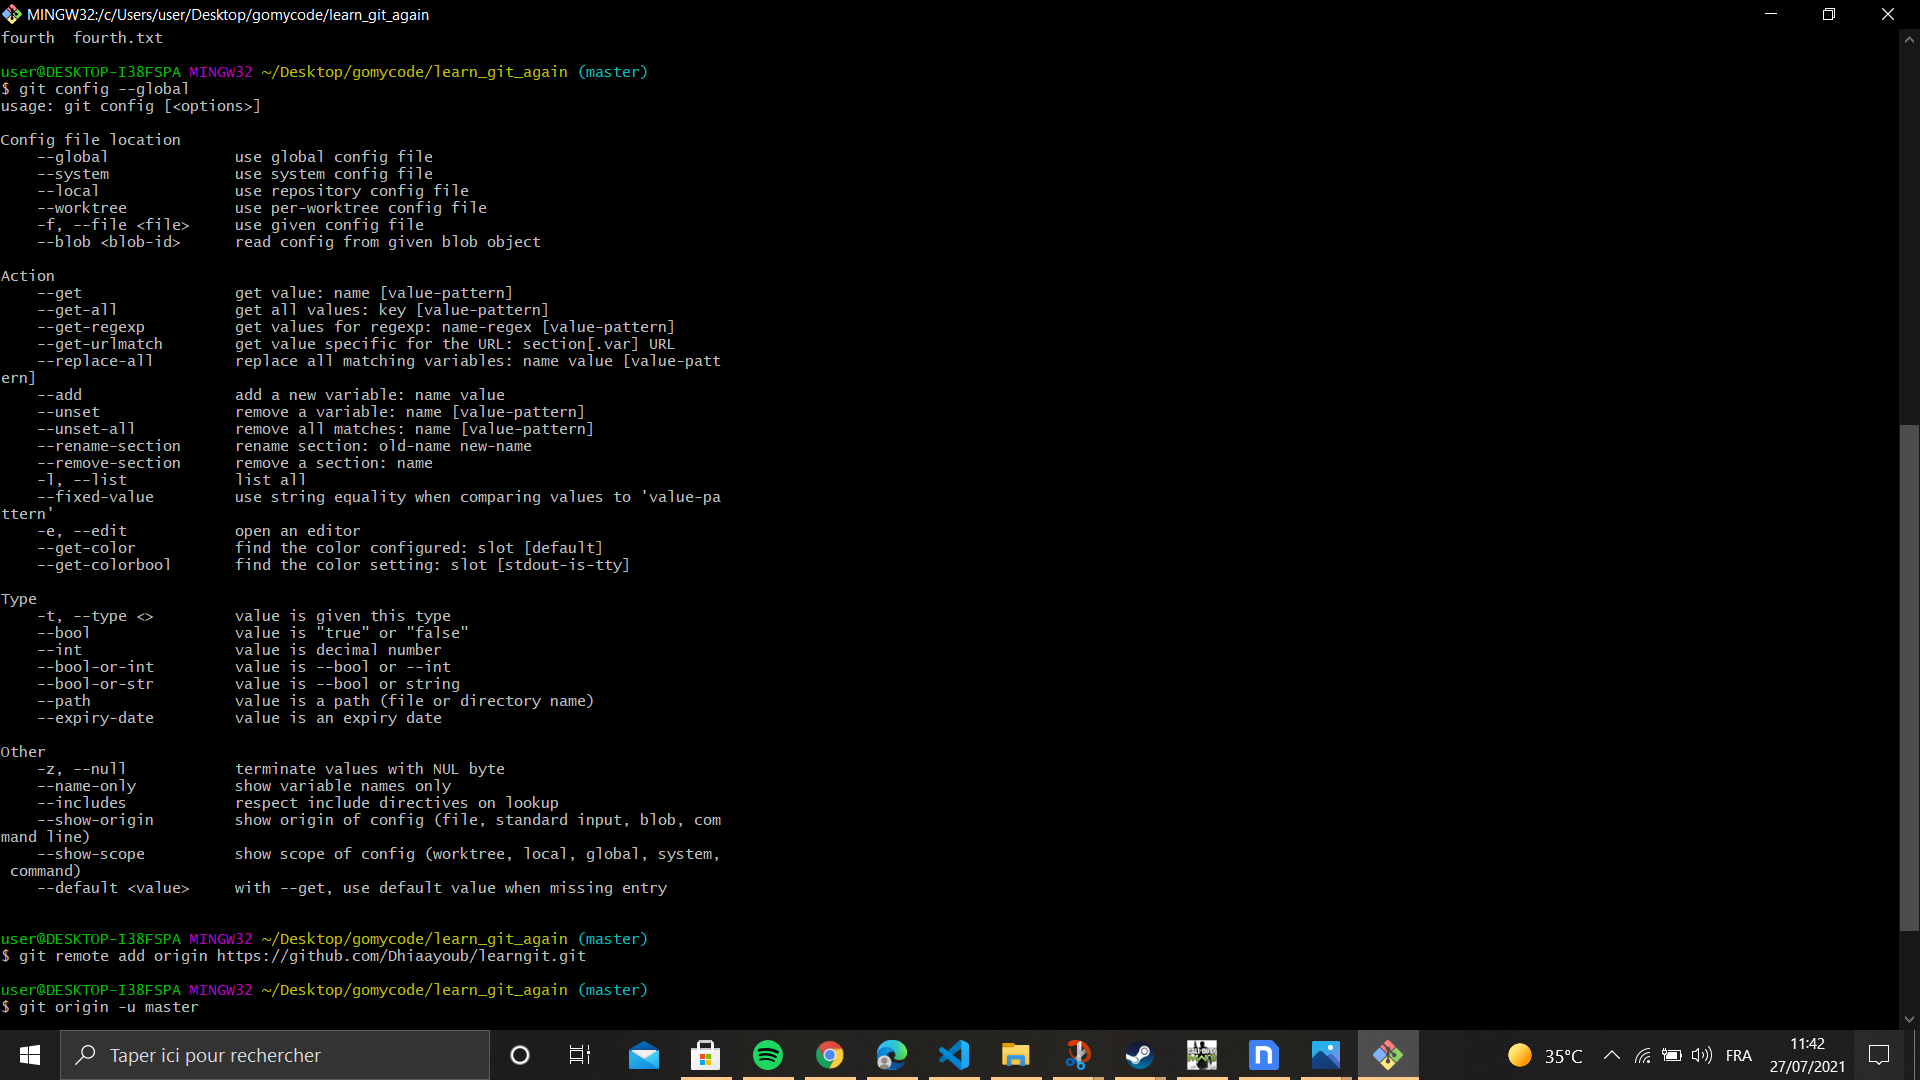 MINGW32:/c/Users/user/Desktop/gomycode/learn_git_again
fourth  fourth.txt
user@DESKTOP-I38FSPA MINGW32 ~/Desktop/gomycode/learn_git_again (master)
$ git config --global
usage: git config [<options>]
Config file location
    --global              use global config file
    --system              use system config file
    --local               use repository config file
    --worktree            use per-worktree config file
    -f, --file <file>     use given config file
    --blob <blob-id>      read config from given blob object
Action
    --get                 get value: name [value-pattern]
    --get-all             get all values: key [value-pattern]
    --get-regexp          get values for regexp: name-regex [value-pattern]
    --get-urlmatch        get value specific for the URL: section[.var] URL
    --replace-all         replace all matching variables: name value [value-patt
ern]
    --add                 add a new variable: name value
    --unset               remove a variable: name [value-pattern]
    --unset-all           remove all matches: name [value-pattern]
    --rename-section      rename section: old-name new-name
    --remove-section      remove a section: name
    -l, --list            list all
    --fixed-value         use string equality when comparing values to 'value-pa
ttern'
    -e, --edit            open an editor
    --get-color           find the color configured: slot [default]
    --get-colorbool       find the color setting: slot [stdout-is-tty]
Type
    -t, --type <>         value is given this type
    --bool                value is "true" or "false"
    --int                 value is decimal number
    --bool-or-int         value is --bool or --int
    --bool-or-str         value is --bool or string
    --path                value is a path (file or directory name)
    --expiry-date         value is an expiry date
Other
    -z, --null            terminate values with NUL byte
    --name-only           show variable names only
    --includes            respect include directives on lookup
    --show-origin         show origin of config (file, standard input, blob, com
mand line)
    --show-scope          show scope of config (worktree, local, global, system,
 command)
    --default <value>     with --get, use default value when missing entry
user@DESKTOP-I38FSPA MINGW32 ~/Desktop/gomycode/learn_git_again (master)
$ git remote add origin https://github.com/Dhiaayoub/learngit.git
user@DESKTOP-I38FSPA MINGW32 ~/Desktop/gomycode/learn_git_again (master)
$ git origin -u master
Taper ici pour rechercher
35°C
FRA
11:42
27/07/2021